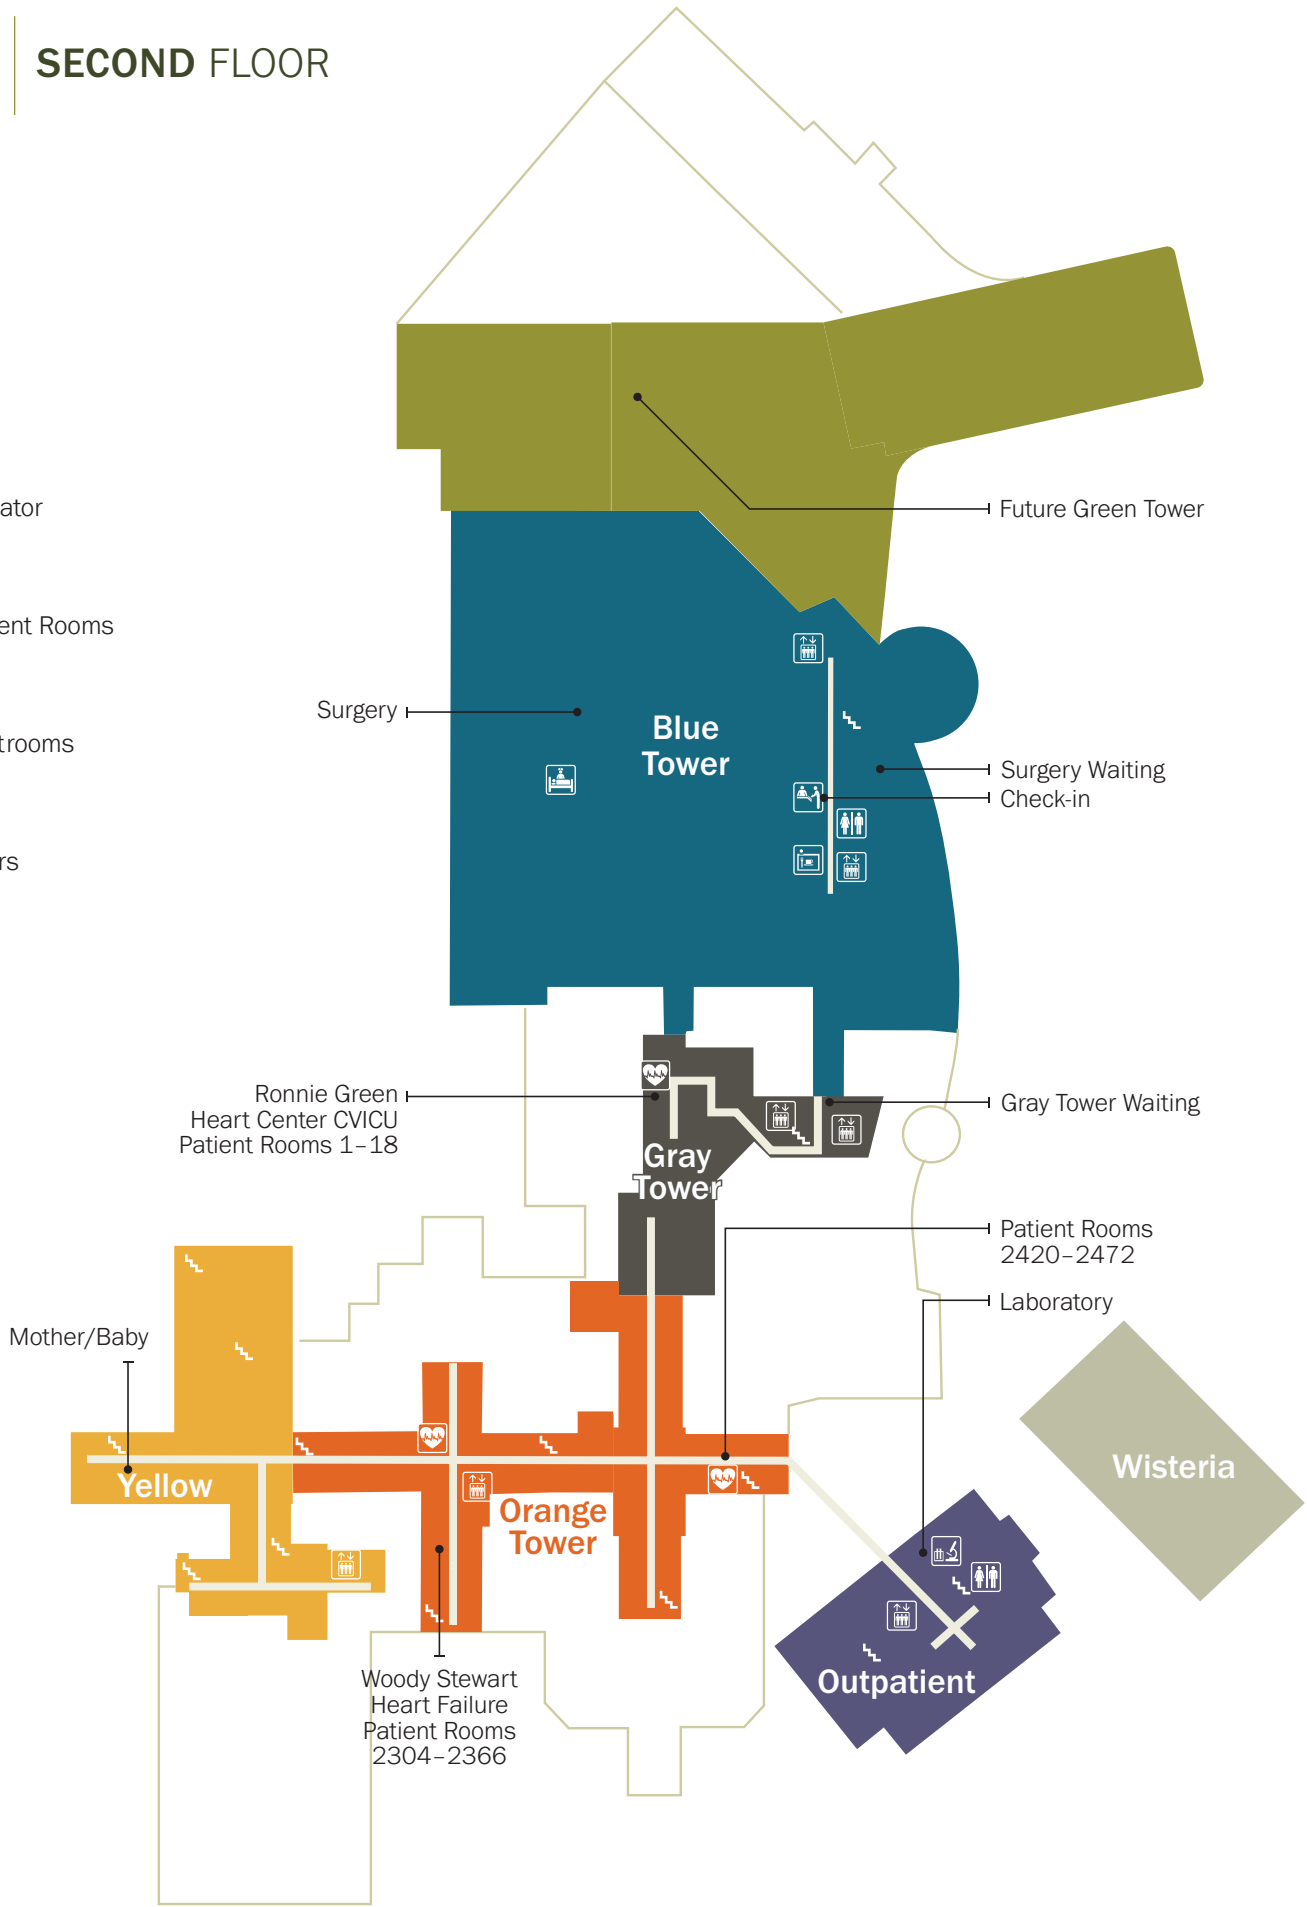 SECOND FLOOR
ator
Future Green Tower
ent Rooms
Surgery
Blue
Tower
trooms
Surgery Waiting
Check-in
rs
Ronnie Green
Heart Center CVICU
Patient Rooms 1–18
Gray Tower Waiting
Gray
Tower
Patient Rooms
2420–2472
Laboratory
Mother/Baby
Wisteria
Yellow
Orange
Tower
Woody Stewart
Heart Failure
Patient Rooms
2304–2366
Outpatient